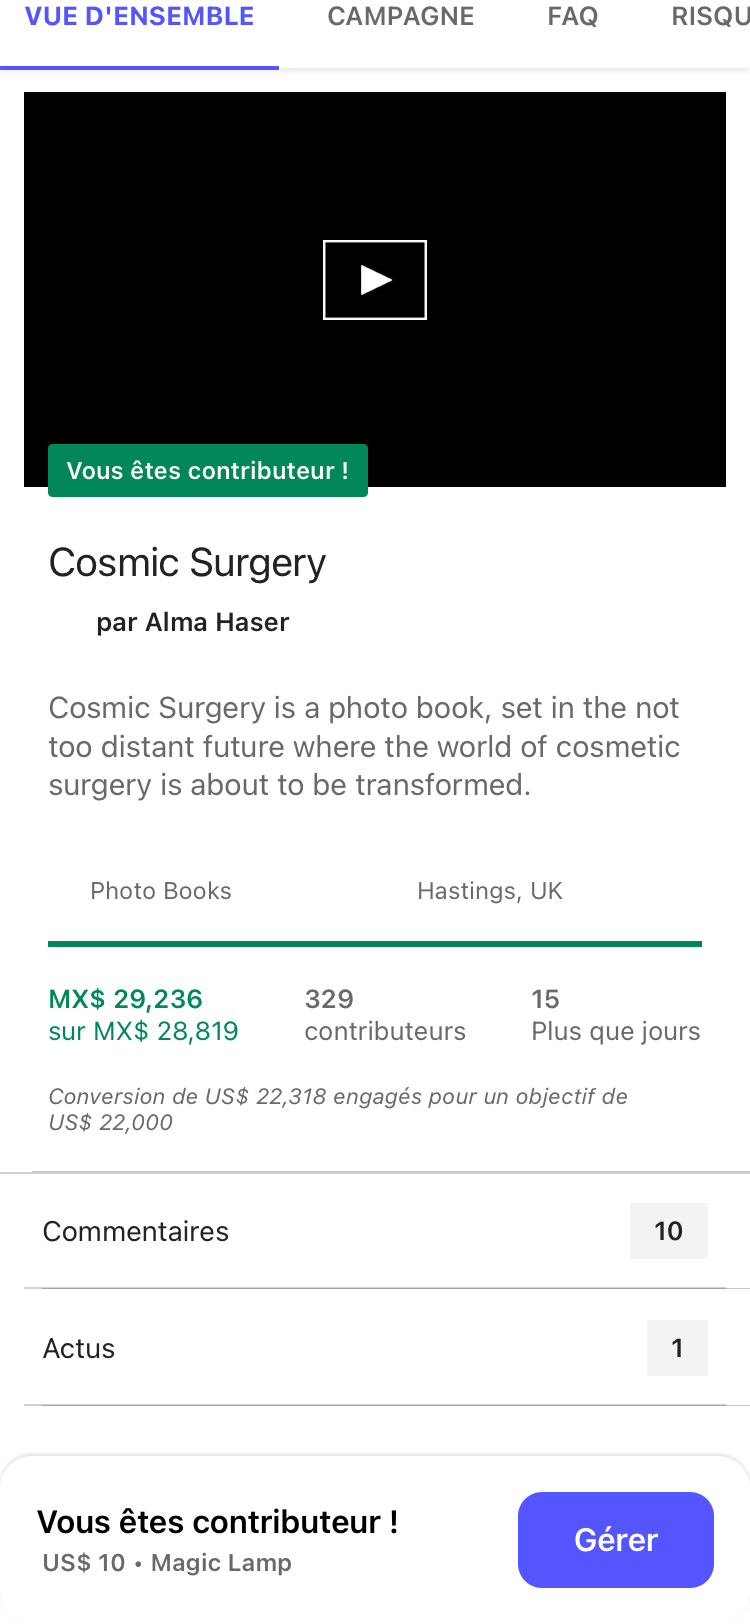 VUE D'ENSEMBLE CAMPAGNE FAQ RISQU
Vous êtes contributeur !
Cosmic Surgery
par Alma Haser
Cosmic Surgery is a photo book, set in the not
too distant future where the world of cosmetic
surgery is about to be transformed.
Photo Books Hastings, UK
MX$ 29,236 329 15
sur MX$ 28,819 contributeurs Plus que jours
Conversion de US$ 22,318 engagés pour un objectif de
US$ 22,000
Commentaires 10
Actus 1
Vous êtes contributeur !
US$ 10 • Magic Lamp
Gérer